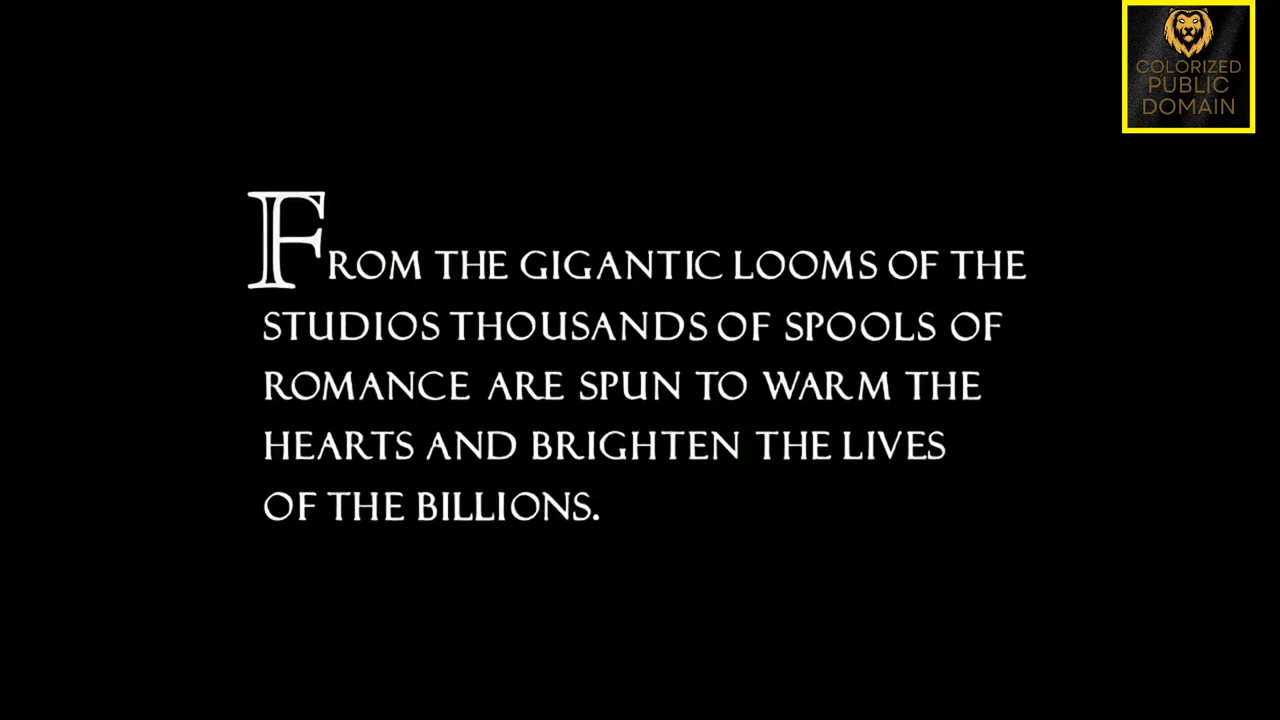 COLORIZED
PUBLIC
DOMAIN
FROM THE GIGANTIC LOOMS OF THE
STUDIOS THOUSANDS OF SPOOLS OF
ROMANCE ARE SPUN TO WARM THE
HEARTS AND BRIGHTEN THE LIVES
OF THE BILLIONS.